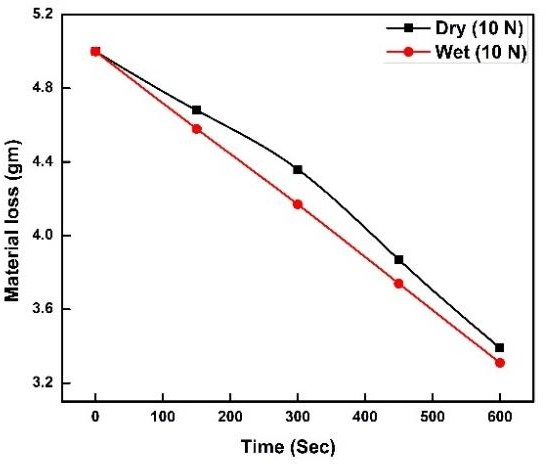 Dry (10 N)
Wet (10 N)
5.2
4.8
4.4
4.0
3.6
3.2
Material loss (gm)
0 100 200 300 400 500 600
Time (Sec)